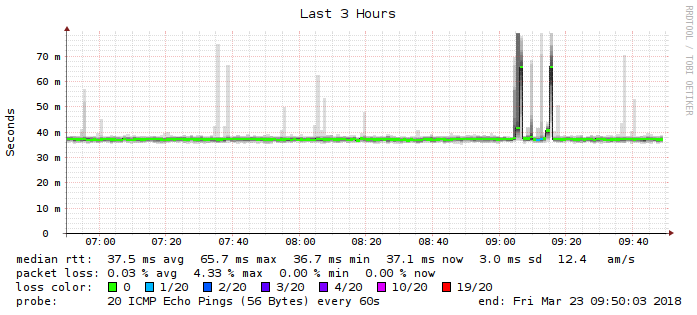 Last 3 Hours
RRDTOOL / TOBI OETIKER
Seconds
70 m
60 m
50 m
40 m
30 m
20 m
10 m
0
07:00 07:20 07:40 08:00 08:20 08:40 09:00 09:20 09:40
median rtt: 37.5 ms avg 65.7 ms max 36.7 ms min 37.1 ms now 3.0 ms sd 12.4 am/s
packet loss: 0.03 % avg 4.33 % max 0.00 % min 0.00 % now
loss color: 0 1/20 2/20 3/20 4/20 10/20 19/20
probe: 20 ICMP Echo Pings (56 Bytes) every 60s end: Fri Mar 23 09:50:03 2018